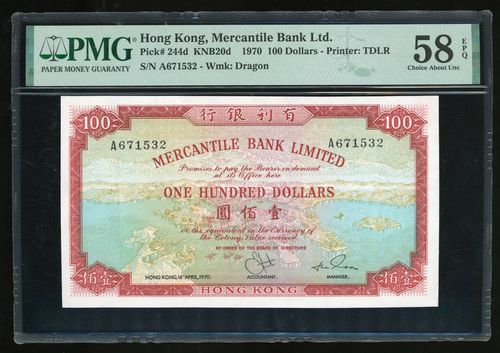 PMG
PAPER MONEY GUARANTY
Hong Kong, Mercantile Bank Ltd.
Pick# 244d KNB20d 1970 100 Dollars - Printer: TDLR
S/N A671532 - Wmk: Dragon
58 EPQ
Choice About Unc
100 行銀利有 100
A671532 A671532
MERCANTILE BANK LIMITED
Promises to pay the Bearer on demand
at its Office here
ONE HUNDRED DOLLARS
圓佰壹
or the equivalent in the Currency of
the Colony, Value received.
BY ORDER OF THE BOARD OF DIRECTORS
HONG KONG 16TH APRIL, 1970. ACCOUNTANT. MANAGER.
佰壹 HONG KONG 佰壹